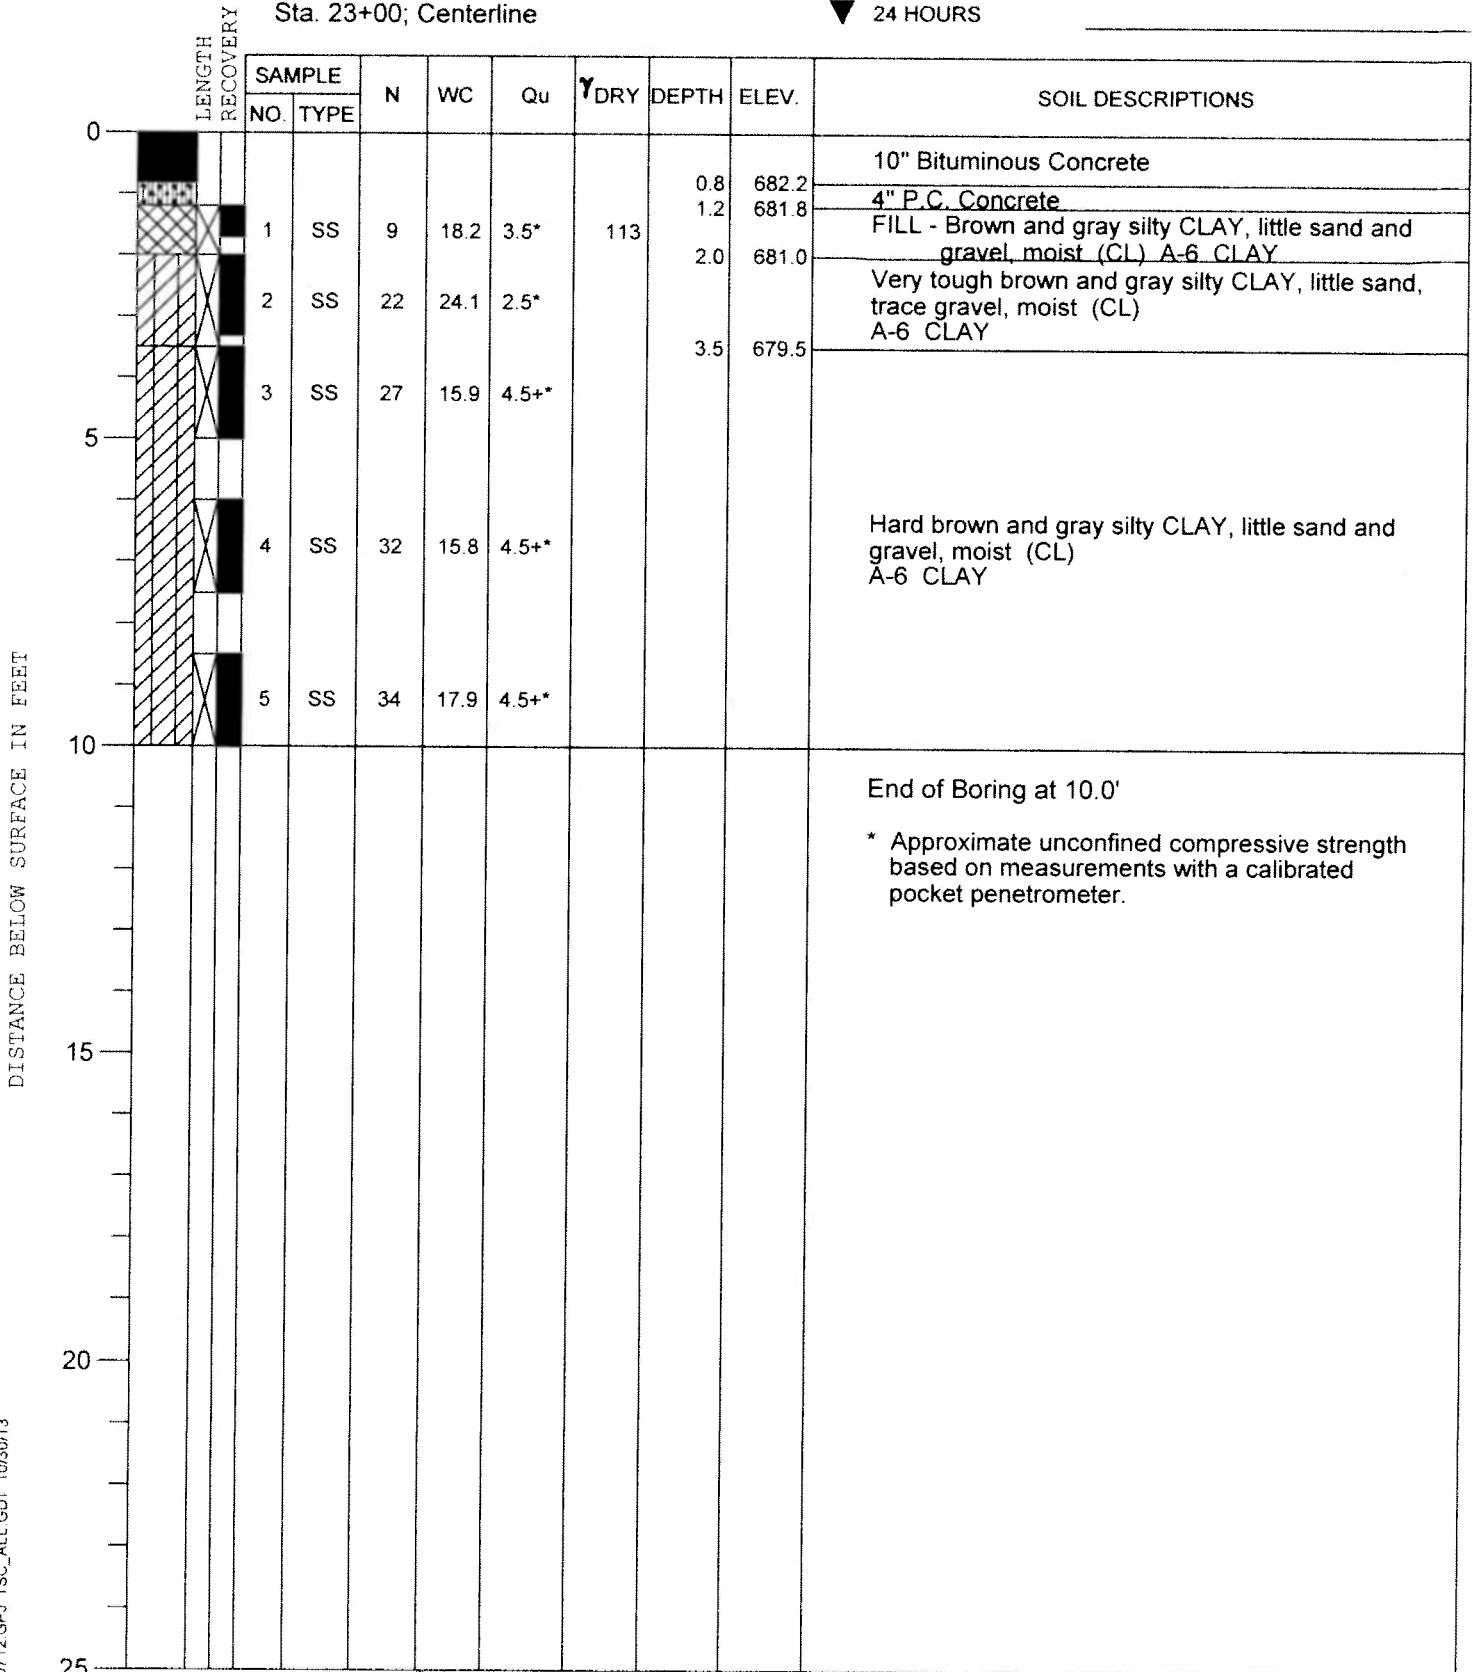 Sta. 23+00; Centerline
▼ 24 HOURS
LENGTH
RECOVERY
SAMPLE
NO. TYPE
N
WC
Qu
γDRY
DEPTH
ELEV.
SOIL DESCRIPTIONS
0
10" Bituminous Concrete
0.8 682.2
4" P.C. Concrete
1.2 681.8
FILL - Brown and gray silty CLAY, little sand and
1 SS 9 18.2 3.5* 113
gravel, moist (CL) A-6 CLAY
2.0 681.0
Very tough brown and gray silty CLAY, little sand,
2 SS 22 24.1 2.5*
trace gravel, moist (CL)
A-6 CLAY
3.5 679.5
3 SS 27 15.9 4.5+*
5
Hard brown and gray silty CLAY, little sand and
4 SS 32 15.8 4.5+*
gravel, moist (CL)
A-6 CLAY
5 SS 34 17.9 4.5+*
10
End of Boring at 10.0'
* Approximate unconfined compressive strength
based on measurements with a calibrated
pocket penetrometer.
15
20
25
DISTANCE BELOW SURFACE IN FEET
TSC_ALL.GDT 10/30/13